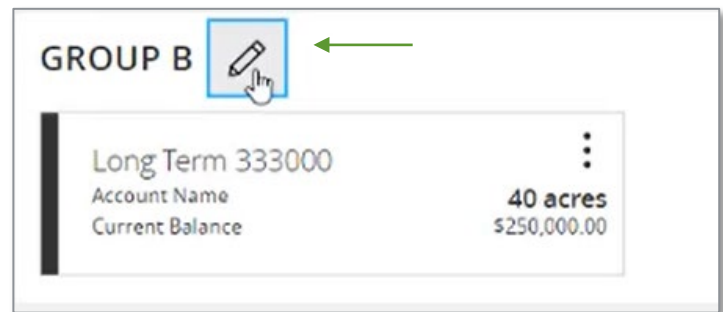 GROUP B
Long Term 333000
Account Name 40 acres
Current Balance $250,000.00